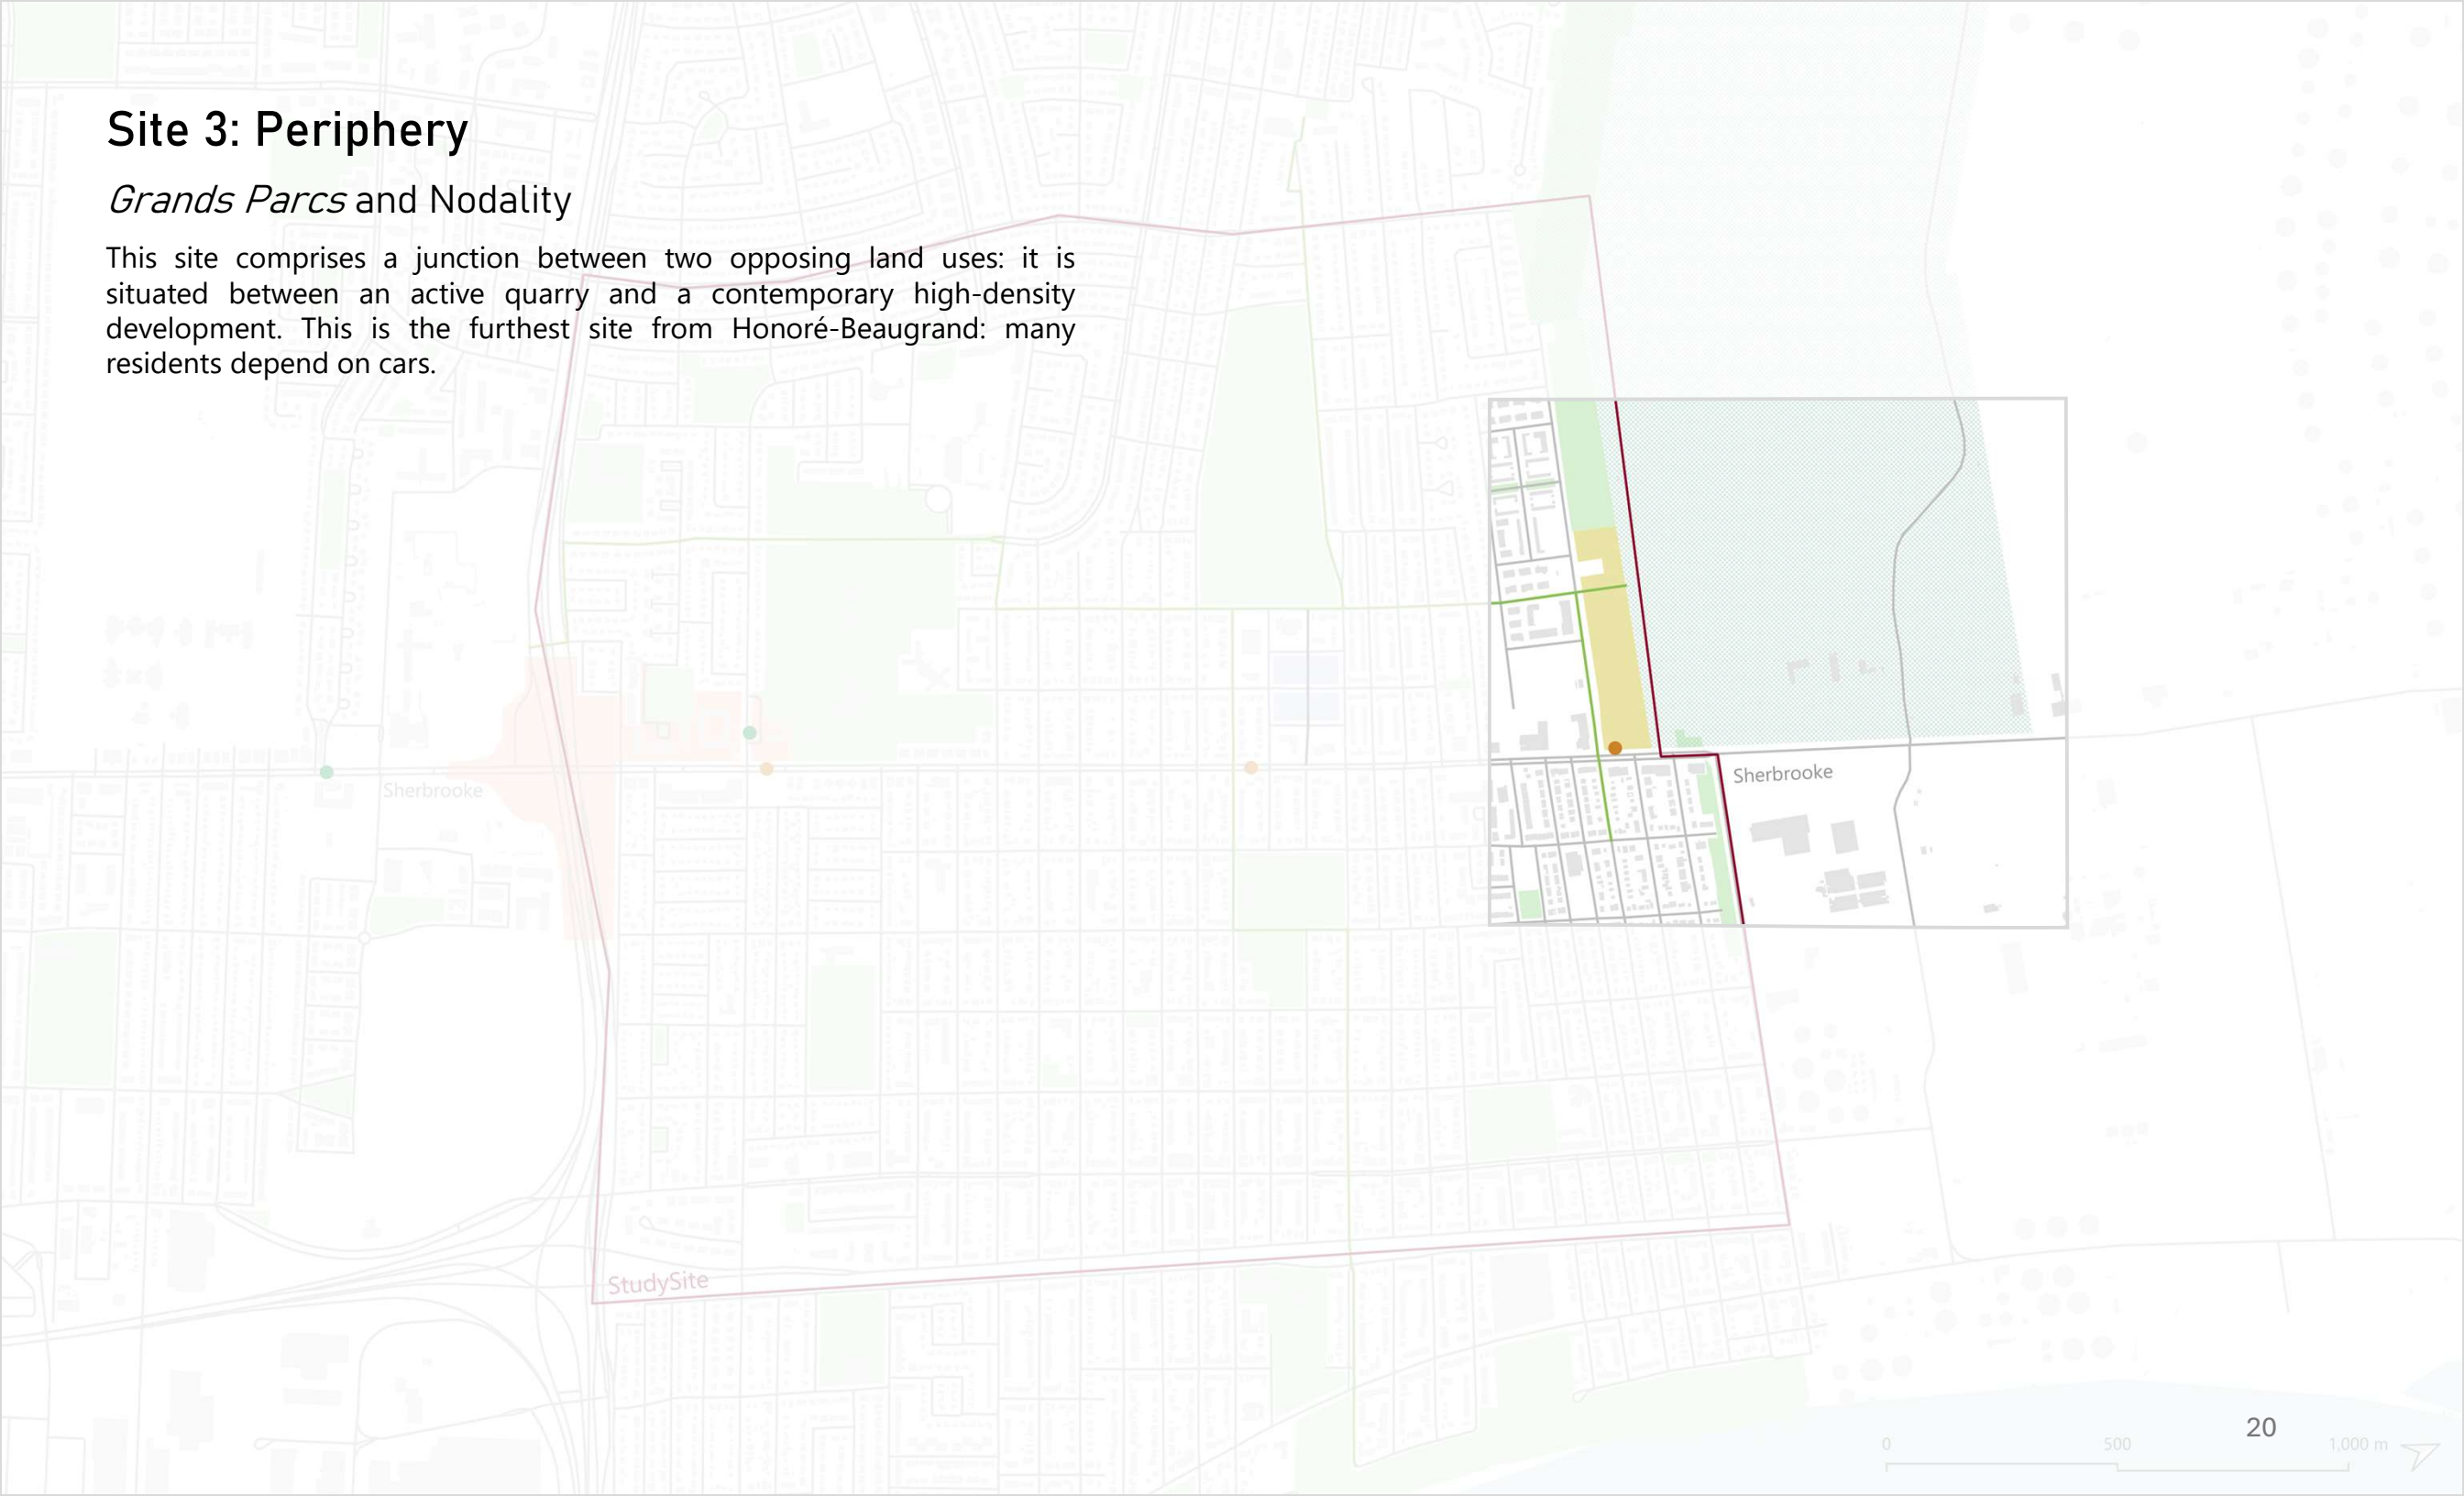 Site 3: Periphery
Grands Parcs and Nodality
This site comprises a junction between two opposing land uses: it is
situated between an active quarry and a contemporary high-density
development. This is the furthest site from Honoré-Beaugrand: many
residents depend on cars.
Sherbrooke
Sherbrooke
StudySite
20
0 500 1,000 m